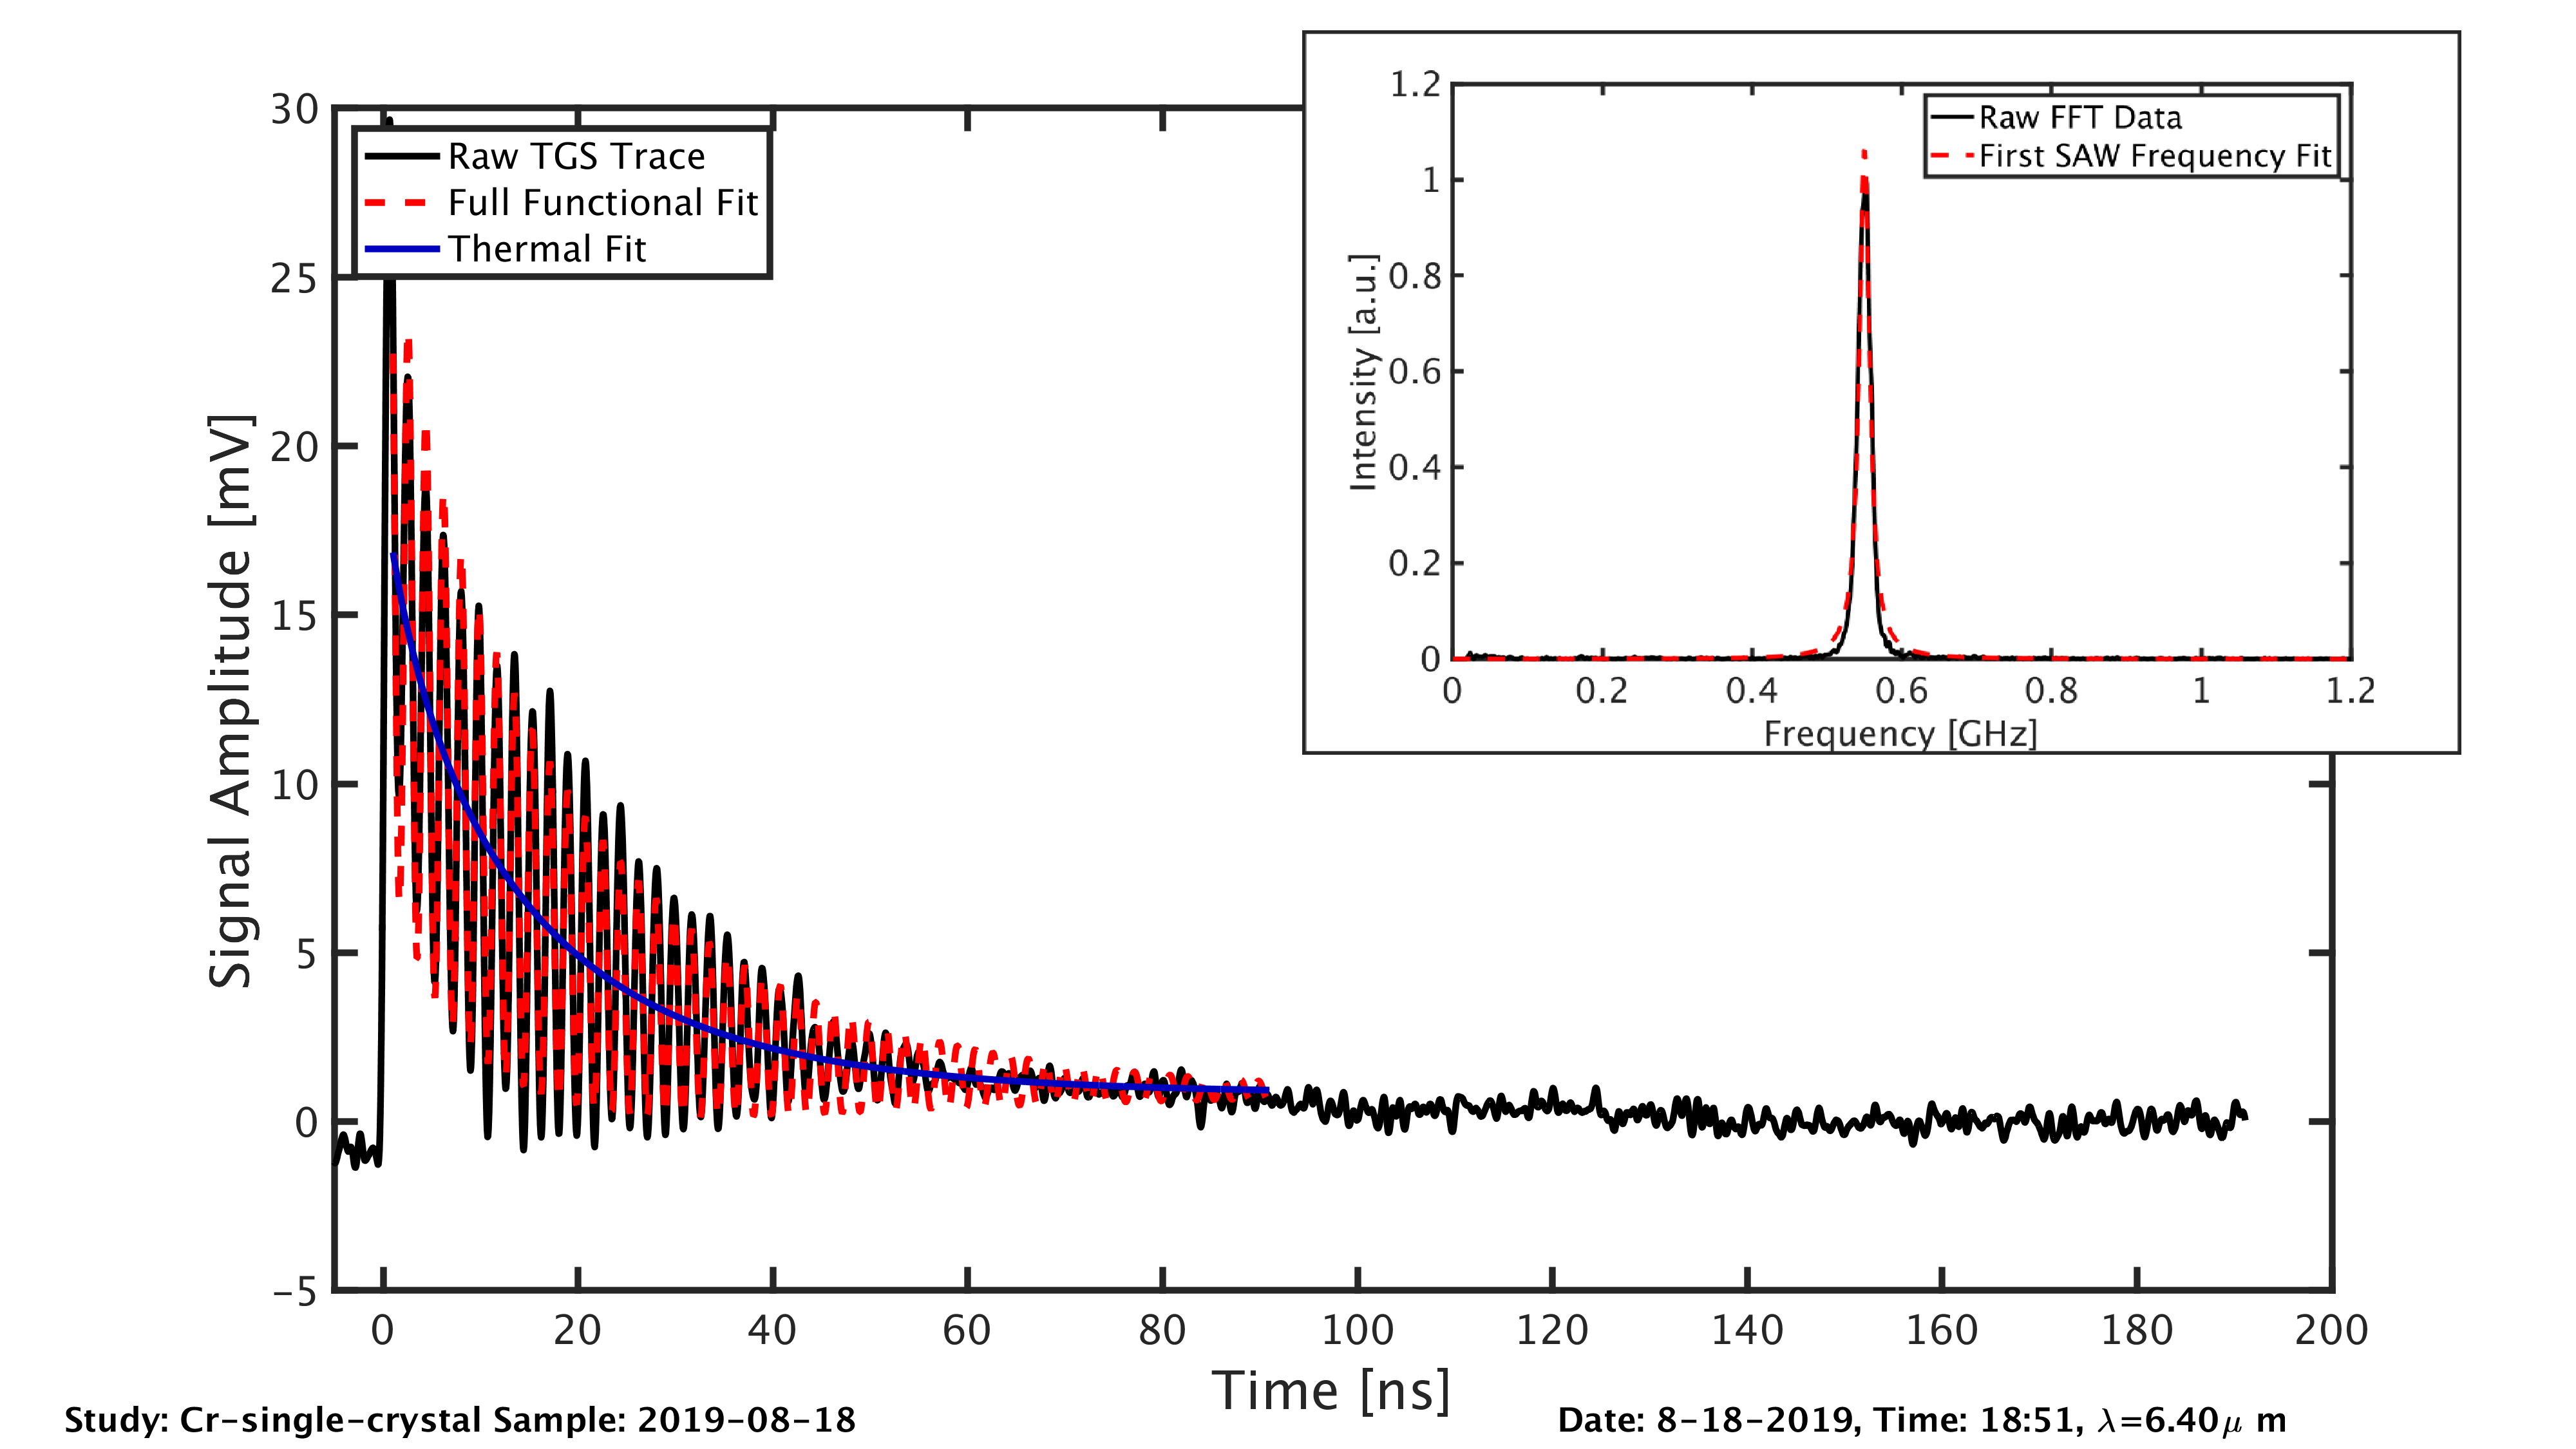 30
25
20
15
10
5
0
−5
Signal Amplitude [mV]
Raw TGS Trace
Full Functional Fit
Thermal Fit
0 20 40 60 80 100 120 140 160 180 200
Time [ns]
1.2
1
0.8
0.6
0.4
0.2
0
Intensity [a.u.]
Raw FFT Data
First SAW Frequency Fit
0 0.2 0.4 0.6 0.8 1 1.2
Frequency [GHz]
Study: Cr−single−crystal Sample: 2019−08−18
Date: 8−18−2019, Time: 18:51, λ=6.40μ m